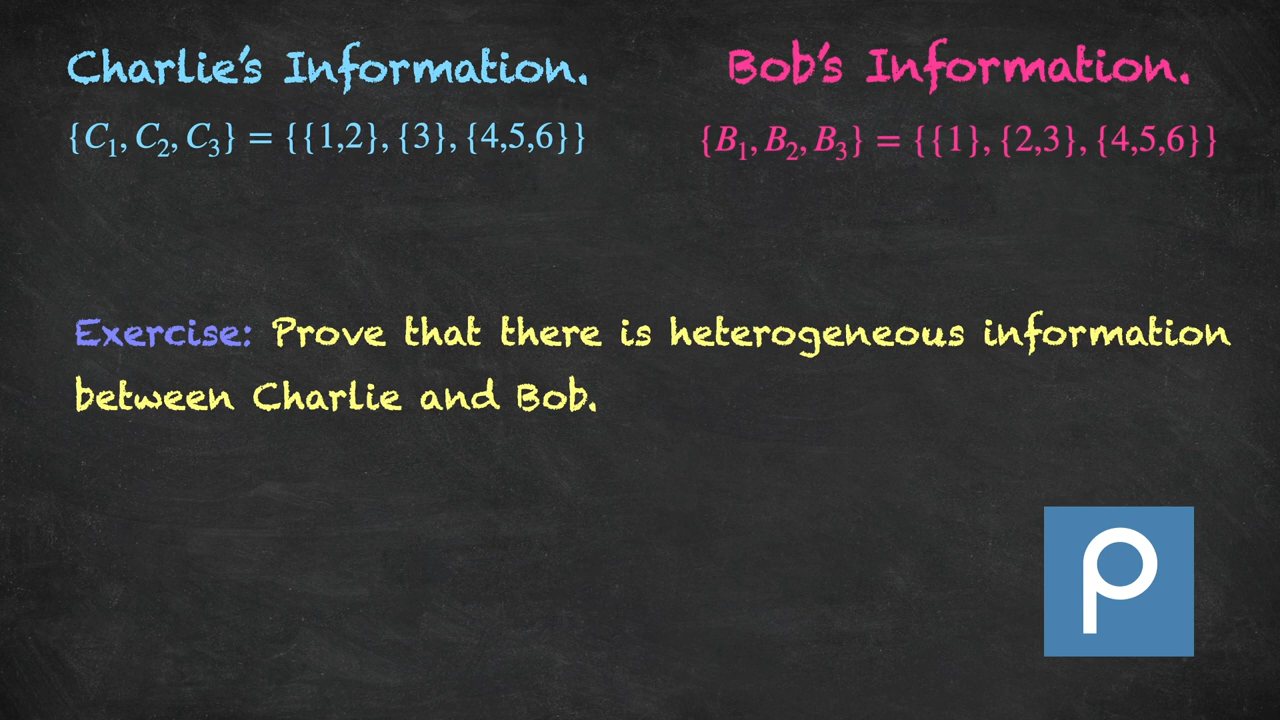 Charlie's Information.
Bob's Information.
{C₁, C₂, C₃} = {{1,2}, {3}, {4,5,6}}
{B₁, B₂, B₃} = {{1}, {2,3}, {4,5,6}}
Exercise: Prove that there is heterogeneous information
between Charlie and Bob.
P